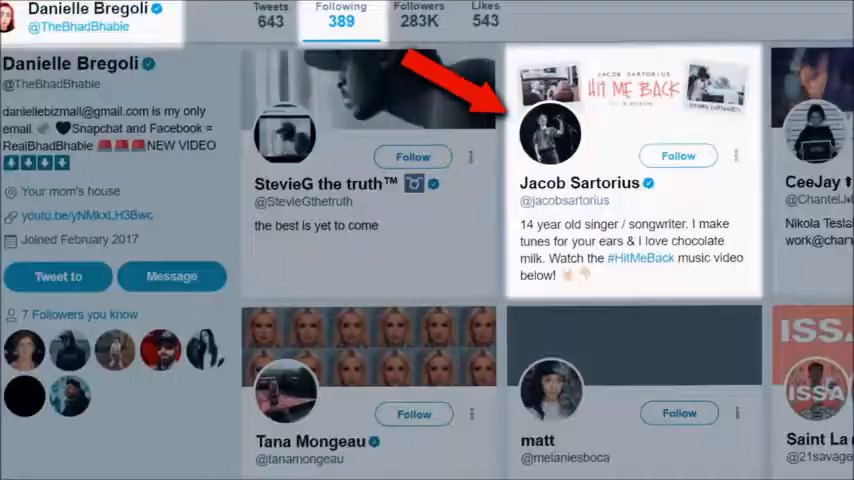 Danielle Bregoli
@TheBhadBhabie
Tweets
643
Following
389
Followers
283K
Likes
543
Danielle Bregoli
@TheBhadBhabie
daniellebizmail@gmail.com is my only
email 🖤Snapchat and Facebook =
RealBhadBhabie 🚨🚨🚨NEW VIDEO
⬇⬇⬇⬇
Your mom's house
youtu.be/yNMkxLH3Bwc
Joined February 2017
Tweet to
Message
7 Followers you know
Follow
StevieG the truth™ ➰
@StevieGthetruth
the best is yet to come
JACOB SARTORIUS
HIT ME BACK
Follow
Jacob Sartorius
@jacobsartorius
14 year old singer / songwriter. I make
tunes for your ears & I love chocolate
milk. Watch the #HitMeBack music video
below!
CeeJay
Nikola Tesla
work@
Follow
Tana Mongeau
@tanamongeau
Follow
matt
@melaniesboca
ISSA
ISSA
Saint La
@21savage